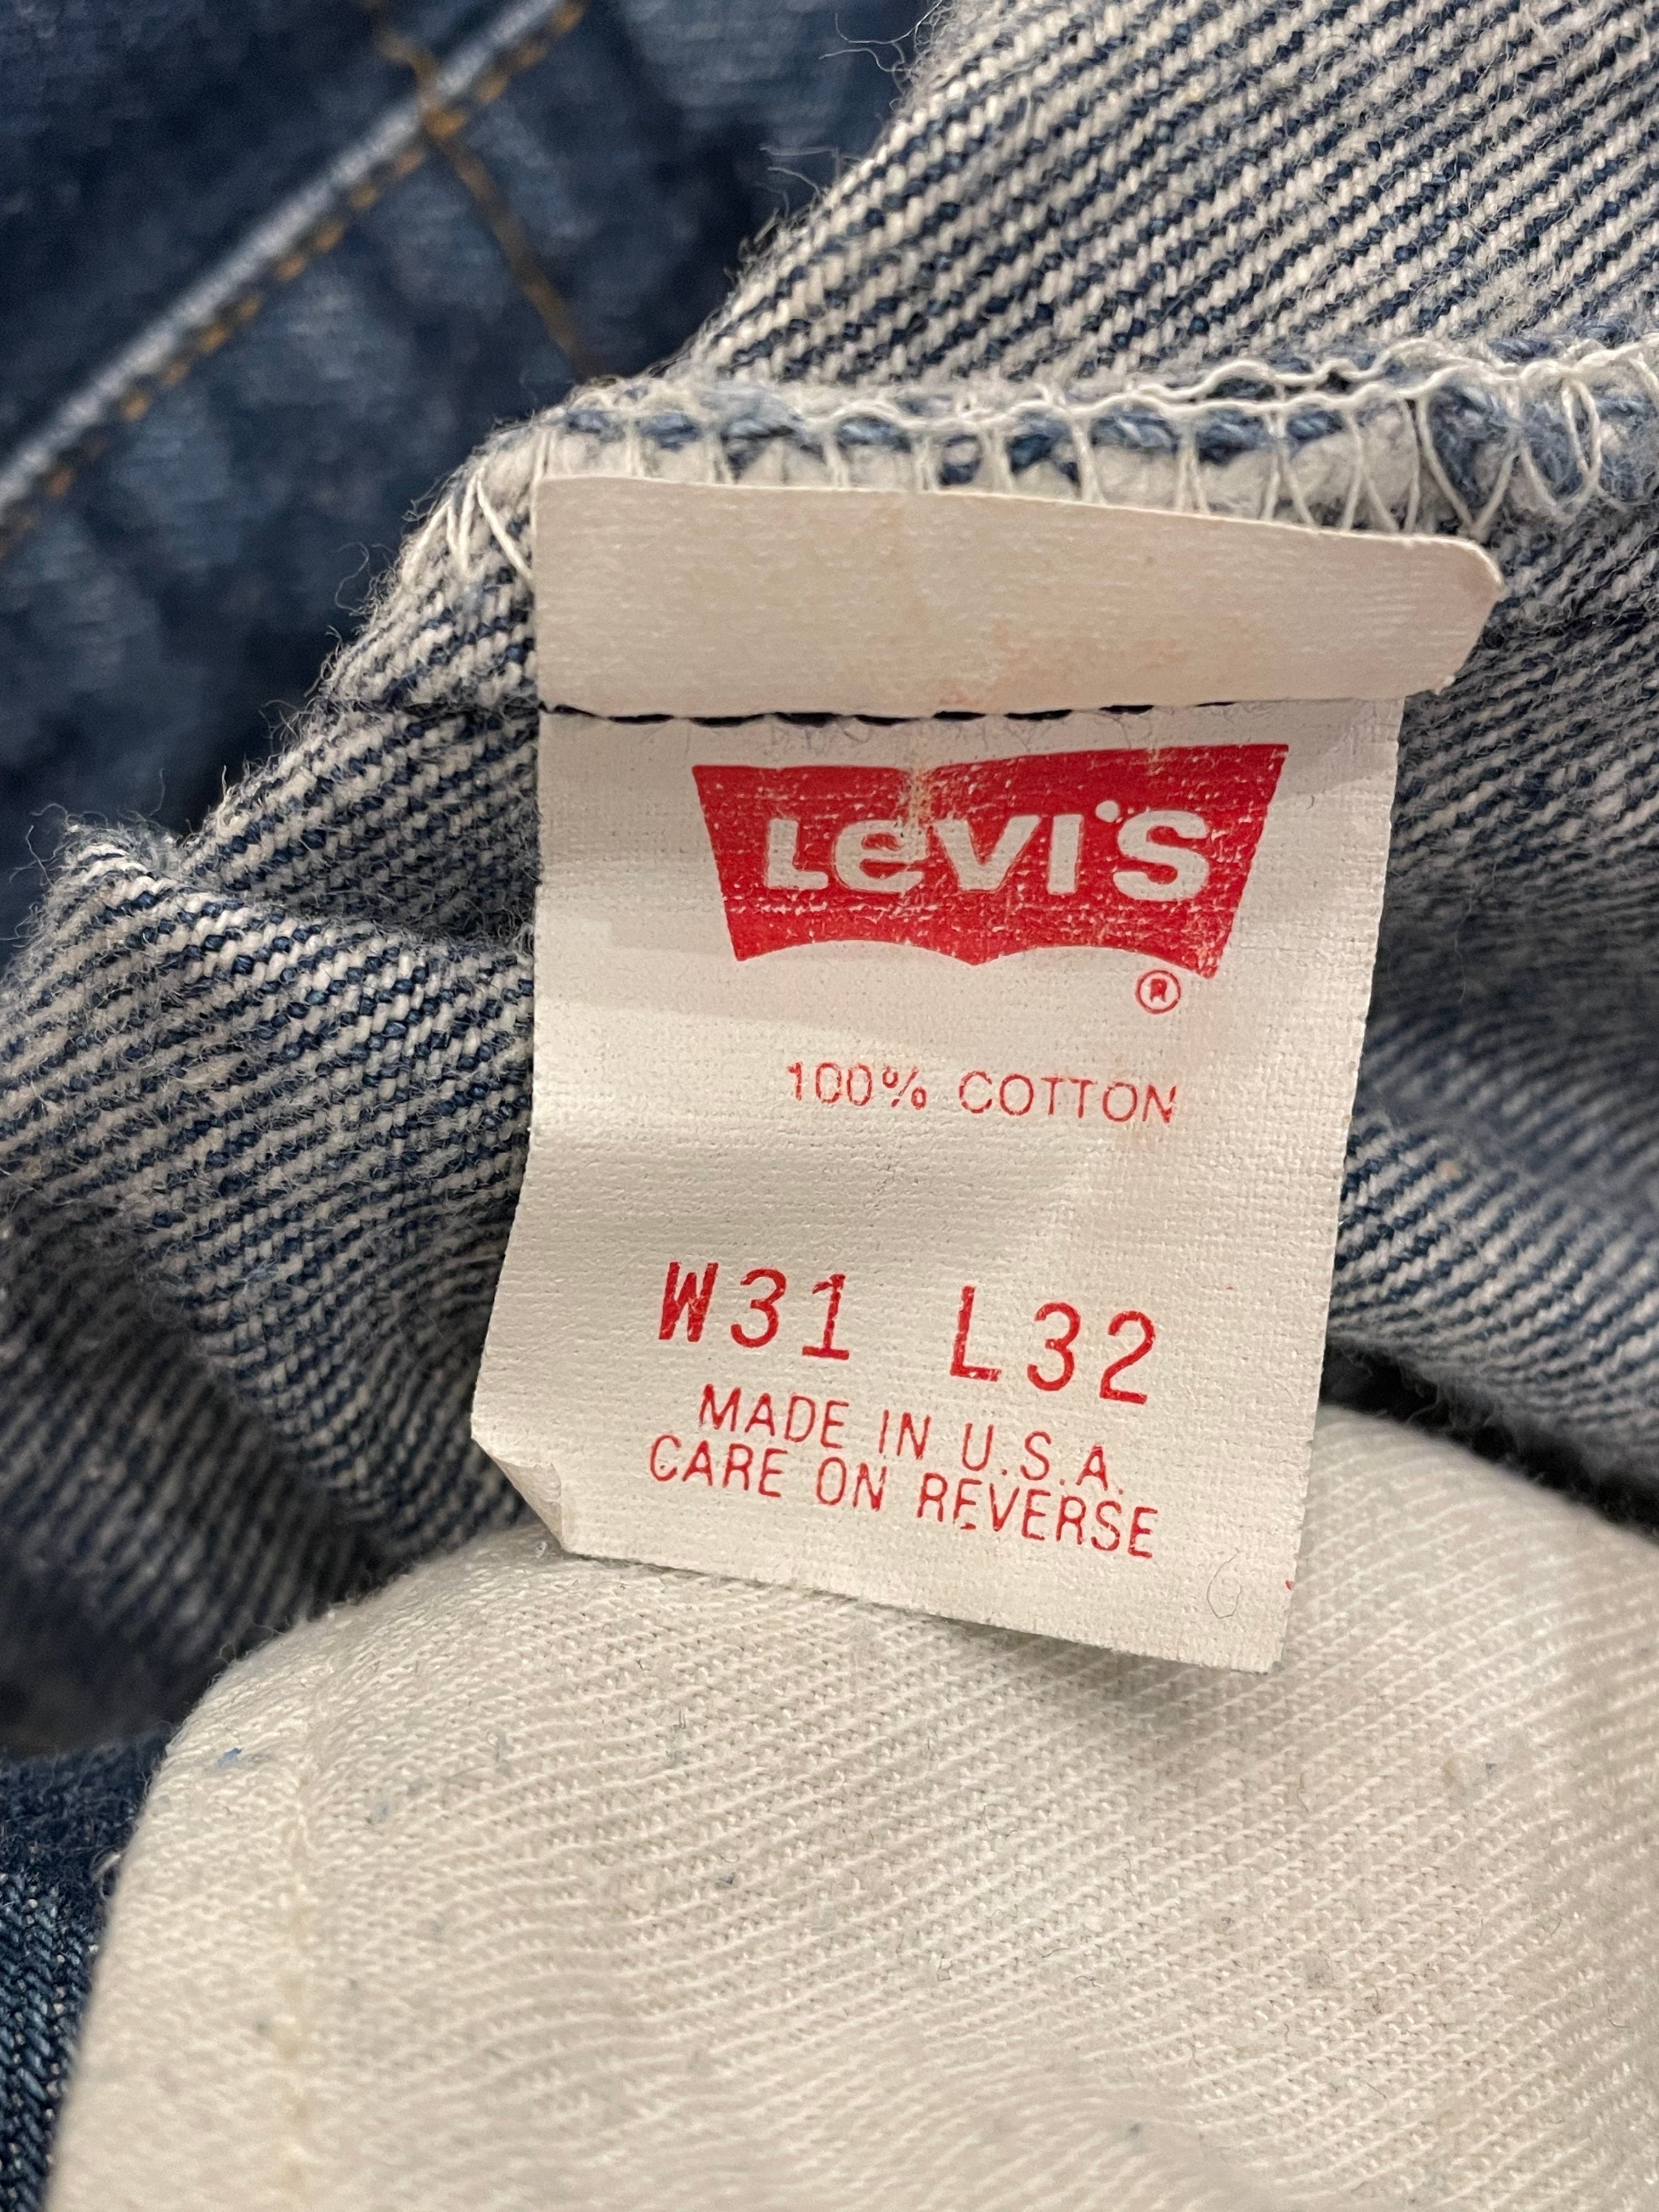 LeVI'S
®
100% COTTON
W31 L32
MADE IN U.S.A.
CARE ON REVERSE